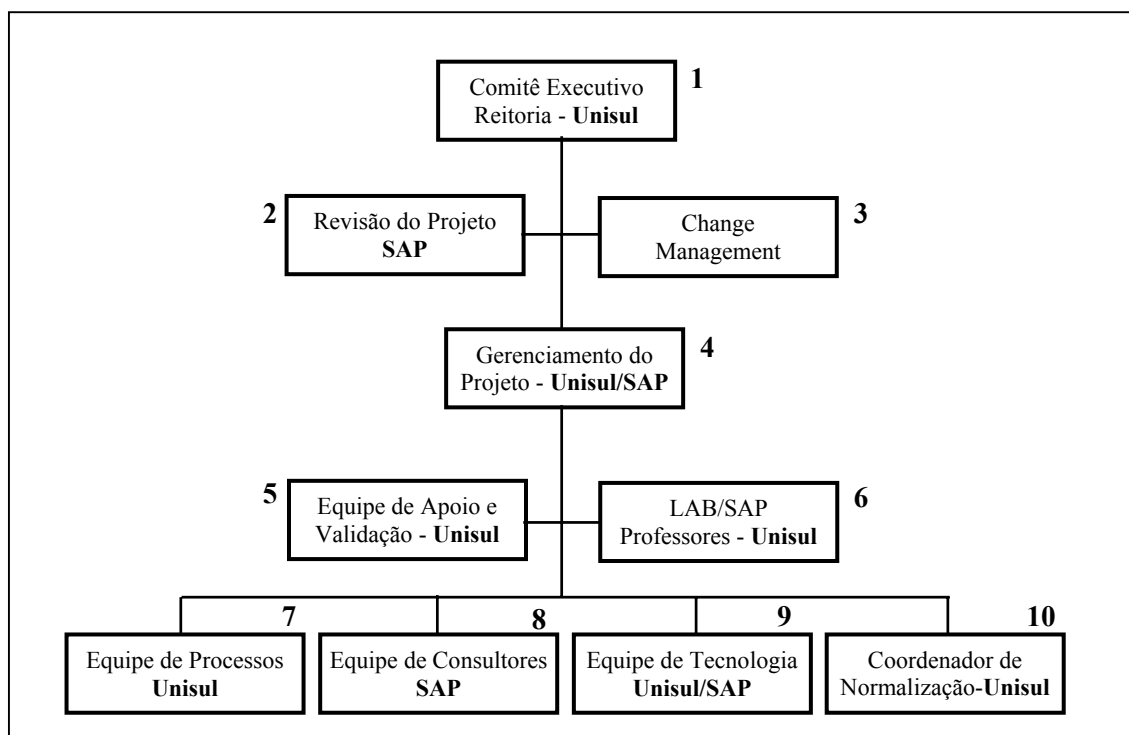 1
Comitê Executivo
Reitoria - Unisul
2
Revisão do Projeto
SAP
3
Change
Management
4
Gerenciamento do
Projeto - Unisul/SAP
5
Equipe de Apoio e
Validação - Unisul
6
LAB/SAP
Professores - Unisul
7
Equipe de Processos
Unisul
8
Equipe de Consultores
SAP
9
Equipe de Tecnologia
Unisul/SAP
10
Coordenador de
Normalização-Unisul